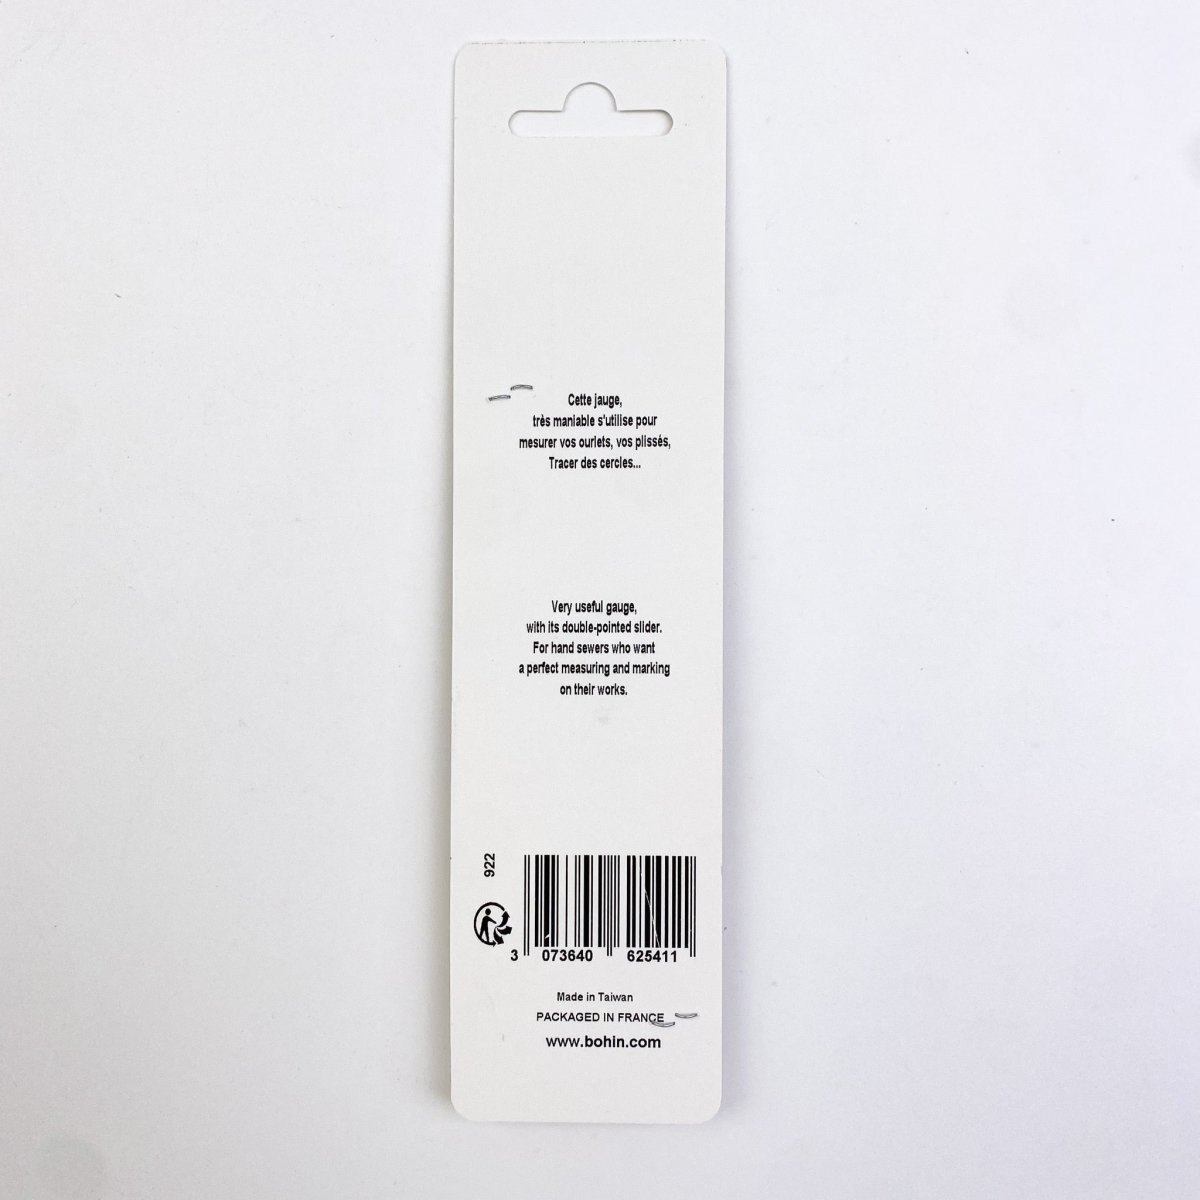 Cette jauge,
très maniable s'utilise pour
mesurer vos ourlets, vos plissés,
Tracer des cercles...
Very useful gauge,
with its double-pointed slider.
For hand sewers who want
a perfect measuring and marking
on their works.
922
3 073640 625411
Made in Taiwan
PACKAGED IN FRANCE
www.bohin.com